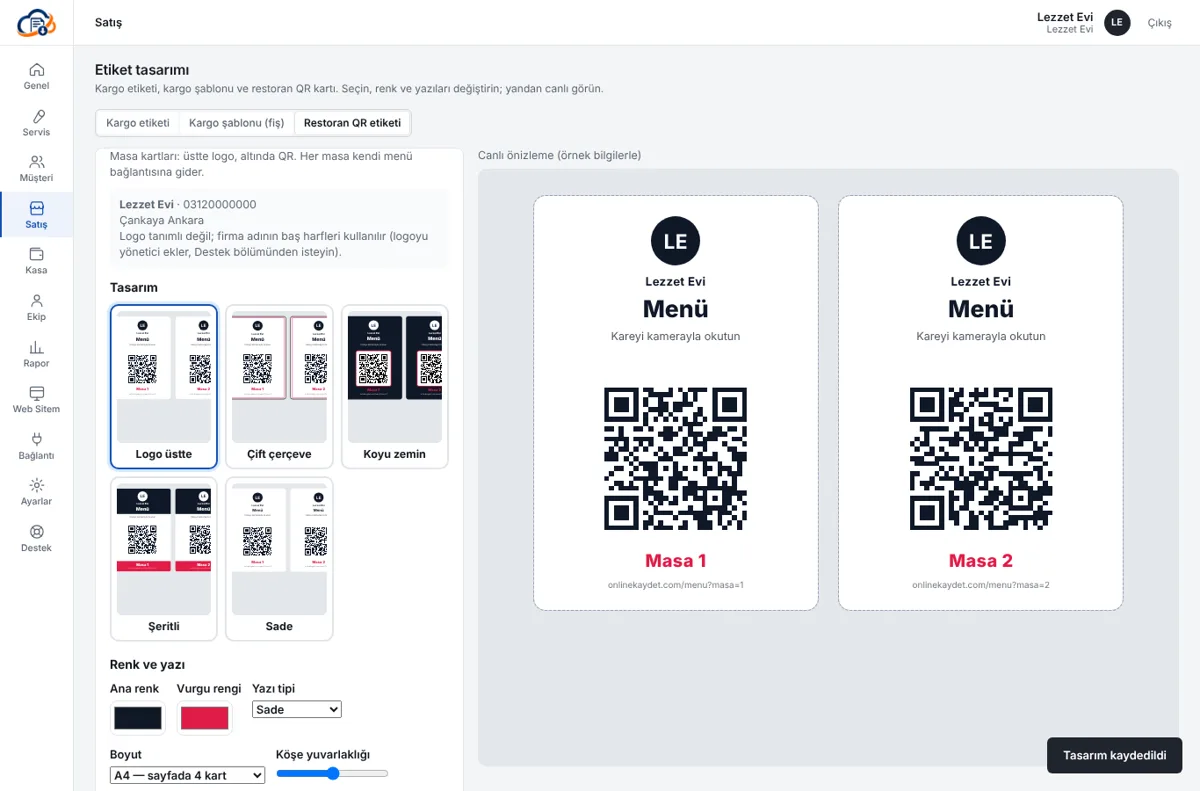 Satış
Lezzet Evi
Lezzet Evi
LE
Çıkış
Genel
Servis
Müşteri
Satış
Kasa
Ekip
Rapor
Web Sitem
Bağlantı
Ayarlar
Destek
Etiket tasarımı
Kargo etiketi, kargo şablonu ve restoran QR kartı. Seçin, renk ve yazıları değiştirin; yandan canlı görün.
Kargo etiketi
Kargo şablonu (fiş)
Restoran QR etiketi
Masa kartları: üstte logo, altında QR. Her masa kendi menü
bağlantısına gider.
Lezzet Evi · 03120000000
Çankaya Ankara
Logo tanımlı değil; firma adının baş harfleri kullanılır (logoyu
yönetici ekler, Destek bölümünden isteyin).
Tasarım
Logo üstte
Çift çerçeve
Koyu zemin
Şeritli
Sade
Renk ve yazı
Ana renk
Vurgu rengi
Yazı tipi
Sade
Boyut
Köşe yuvarlaklığı
A4 — sayfada 4 kart
Canlı önizleme (örnek bilgilerle)
LE
Lezzet Evi
Menü
Kareyi kamerayla okutun
Masa 1
onlinekaydet.com/menu?masa=1
LE
Lezzet Evi
Menü
Kareyi kamerayla okutun
Masa 2
onlinekaydet.com/menu?masa=2
Tasarım kaydedildi